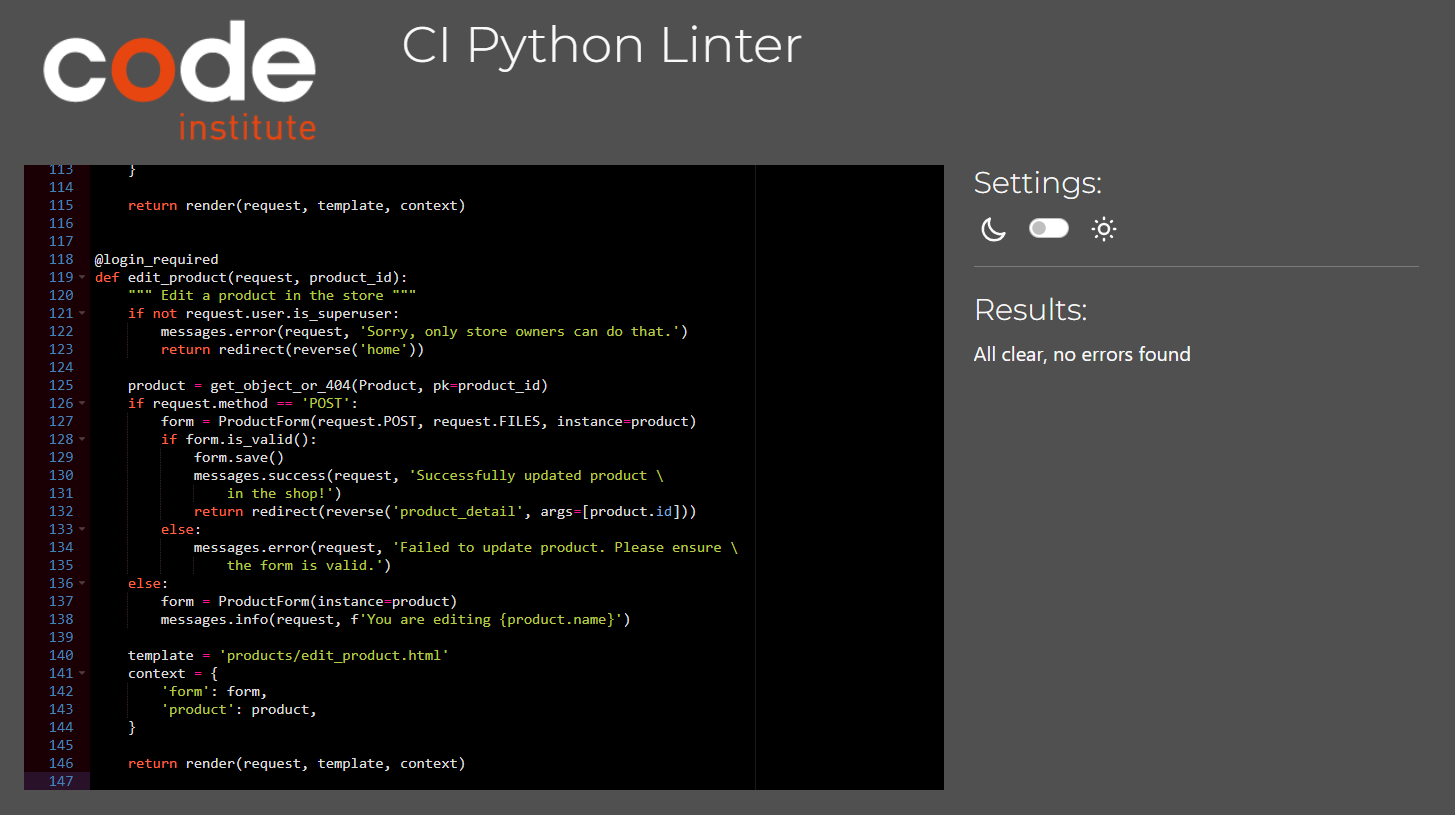 code
institute
CI Python Linter
113 }
114
115 return render(request, template, context)
116
117
118 @login_required
119 def edit_product(request, product_id):
120 """ Edit a product in the store """
121 if not request.user.is_superuser:
122 messages.error(request, 'Sorry, only store owners can do that.')
123 return redirect(reverse('home'))
124
125 product = get_object_or_404(Product, pk=product_id)
126 if request.method == 'POST':
127 form = ProductForm(request.POST, request.FILES, instance=product)
128 if form.is_valid():
129 form.save()
130 messages.success(request, 'Successfully updated product \
131 in the shop!')
132 return redirect(reverse('product_detail', args=[product.id]))
133 else:
134 messages.error(request, 'Failed to update product. Please ensure \
135 the form is valid.')
136 else:
137 form = ProductForm(instance=product)
138 messages.info(request, f'You are editing {product.name}')
139
140 template = 'products/edit_product.html'
141 context = {
142 'form': form,
143 'product': product,
144 }
145
146 return render(request, template, context)
147
Settings:
Results:
All clear, no errors found